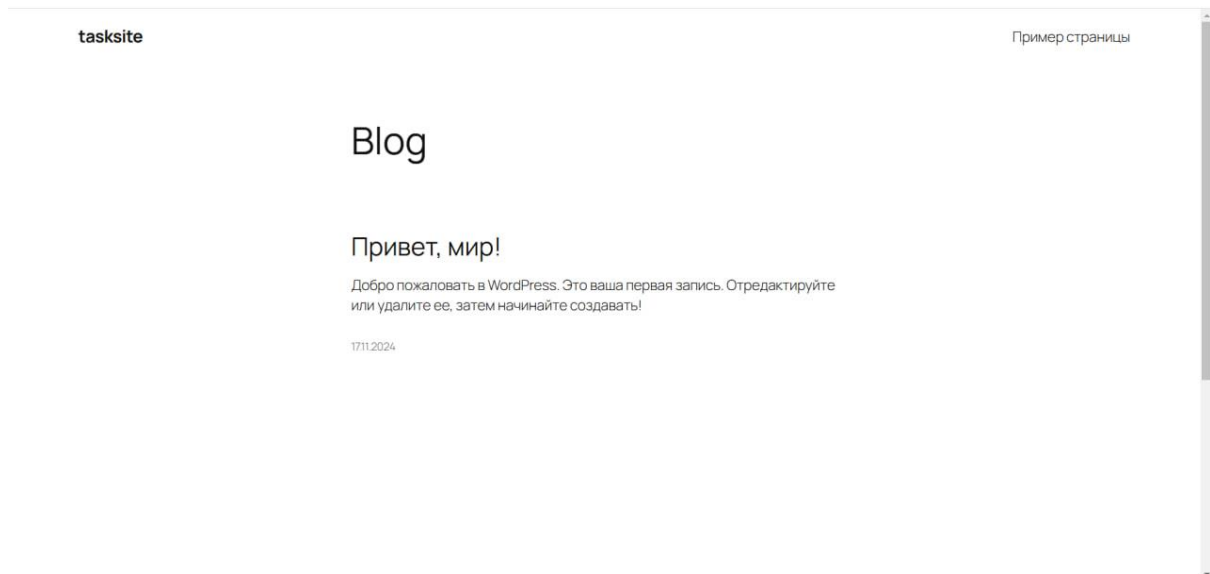 tasksite
Пример страницы
Blog
Привет, мир!
Добро пожаловать в WordPress. Это ваша первая запись. Отредактируйте
или удалите ее, затем начинайте создавать!
17.11.2024